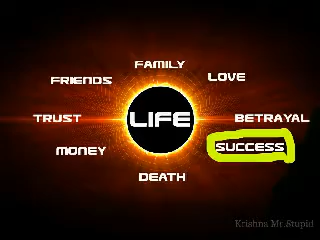 FAMILY
FRIENDS
LOVE
TRUST
LIFE
BETRAYAL
MONEY
SUCCESS
DEATH
Krishna Mr.Stupid